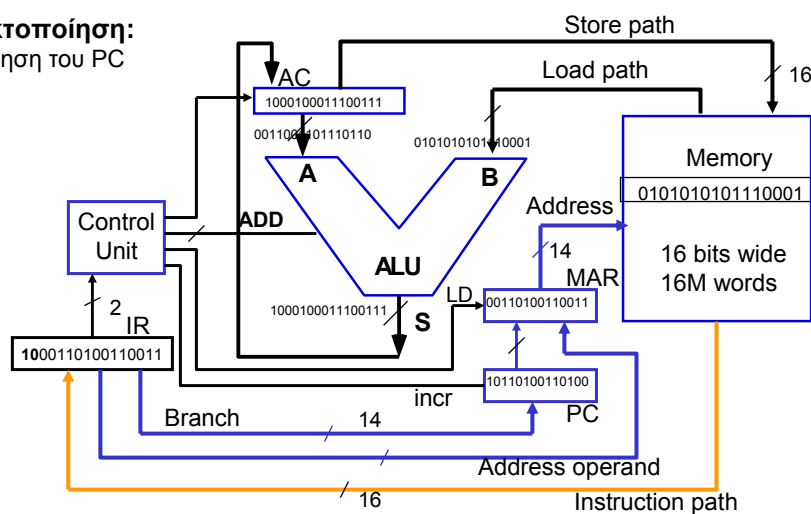 κτοποίηση:
ηση του PC
Store path
16
Load path
AC
1000100011100111
0101010101110001
A
B
Memory
0101010101110001
16 bits wide
16M words
Control
Unit
ADD
Address
14
ALU
MAR
LD
00110100110011
1000100011100111
S
2
IR
1000110100110011
10110100110100
incr
PC
Branch
14
Address operand
16
Instruction path